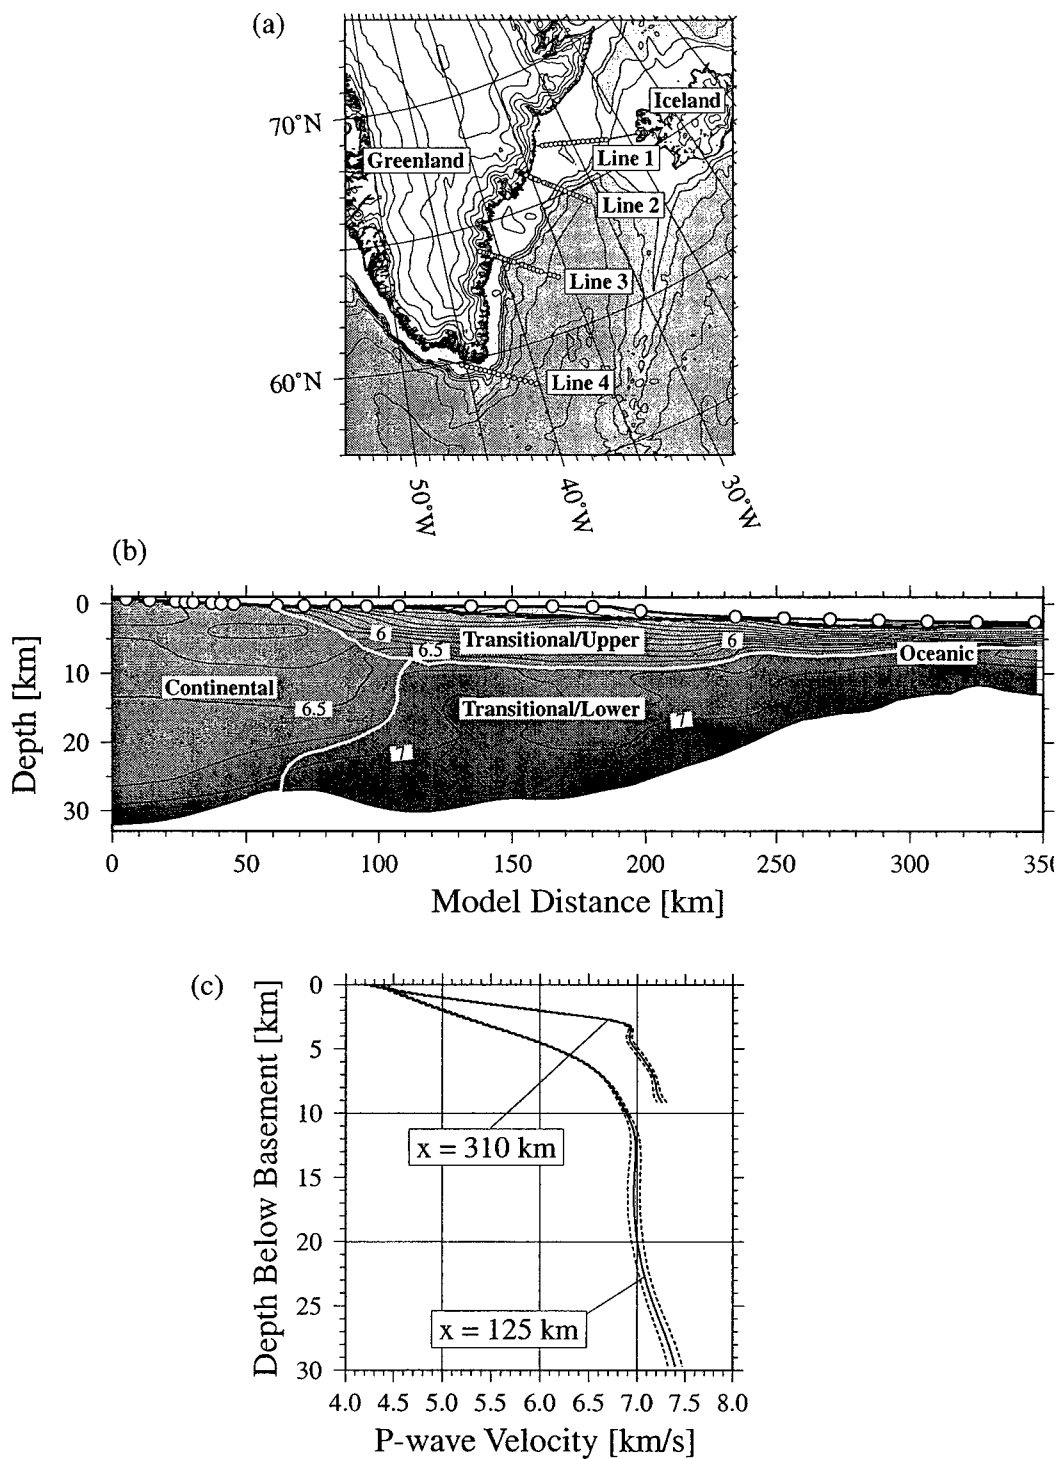 (a)
Iceland
70°N
Greenland
Line 1
Line 2
Line 3
60°N
Line 4
50°W
40°W
30°W
(b)
0
10
20
30
Depth [km]
6
Transitional/Upper
6
6.5
Oceanic
Continental
6.5
Transitional/Lower
7
7
0 50 100 150 200 250 300 350
Model Distance [km]
(c)
0
5
10
15
20
25
30
Depth Below Basement [km]
x = 310 km
x = 125 km
4.0 4.5 5.0 5.5 6.0 6.5 7.0 7.5 8.0
P-wave Velocity [km/s]